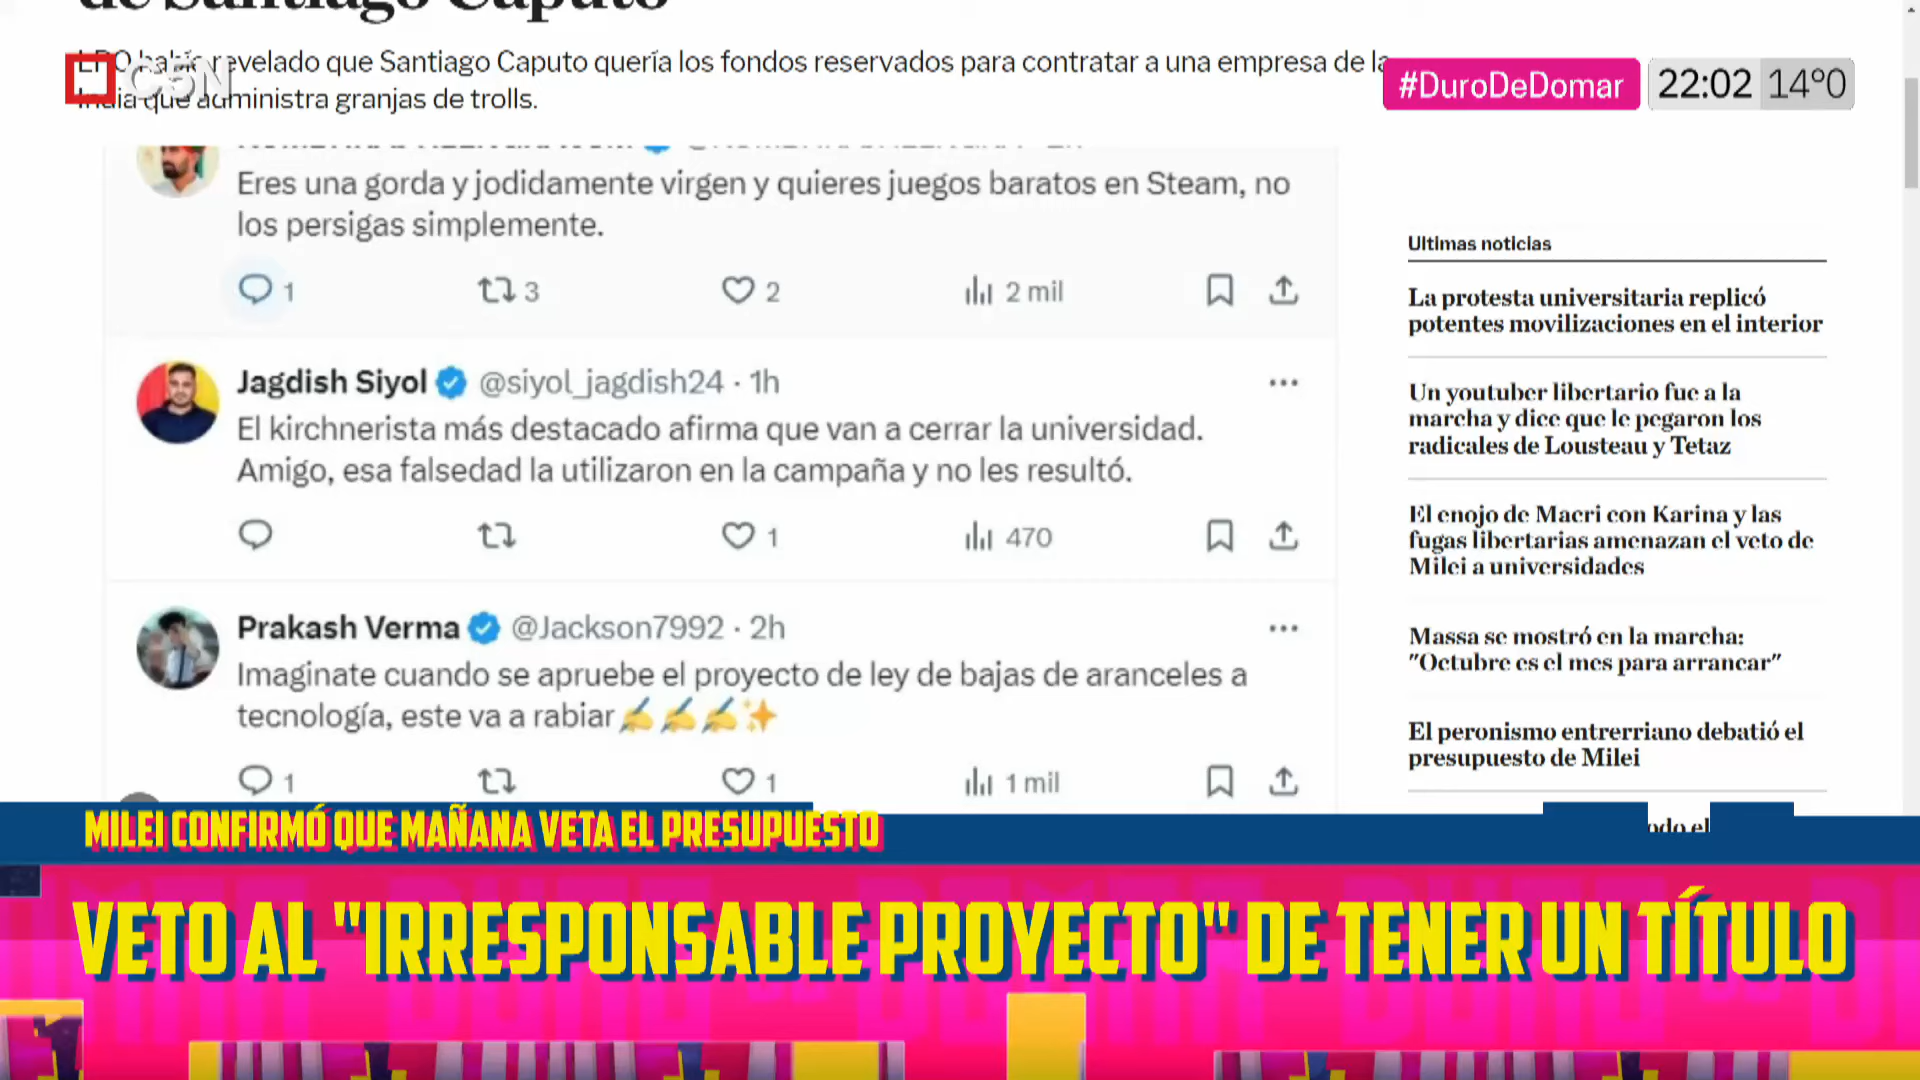 de Santiago Caputo
LPO había revelado que Santiago Caputo quería los fondos reservados para contratar a una empresa de la
India que administra granjas de trolls.
C5N
#DuroDeDomar
22:02
14°0
Eres una gorda y jodidamente virgen y quieres juegos baratos en Steam, no
los persigas simplemente.
1 3 2 2 mil
Jagdish Siyol @siyol_jagdish24 · 1h
El kirchnerista más destacado afirma que van a cerrar la universidad.
Amigo, esa falsedad la utilizaron en la campaña y no les resultó.
1 470
Prakash Verma @Jackson7992 · 2h
Imaginate cuando se apruebe el proyecto de ley de bajas de aranceles a
tecnología, este va a rabiar ✍✍✍✨
1 1 1 mil
Ultimas noticias
La protesta universitaria replicó
potentes movilizaciones en el interior
Un youtuber libertario fue a la
marcha y dice que le pegaron los
radicales de Lousteau y Tetaz
El enojo de Macri con Karina y las
fugas libertarias amenazan el veto de
Milei a universidades
Massa se mostró en la marcha:
"Octubre es el mes para arrancar"
El peronismo entrerriano debatió el
presupuesto de Milei
MILEI CONFIRMÓ QUE MAÑANA VETA EL PRESUPUESTO
VETO AL "IRRESPONSABLE PROYECTO" DE TENER UN TÍTULO